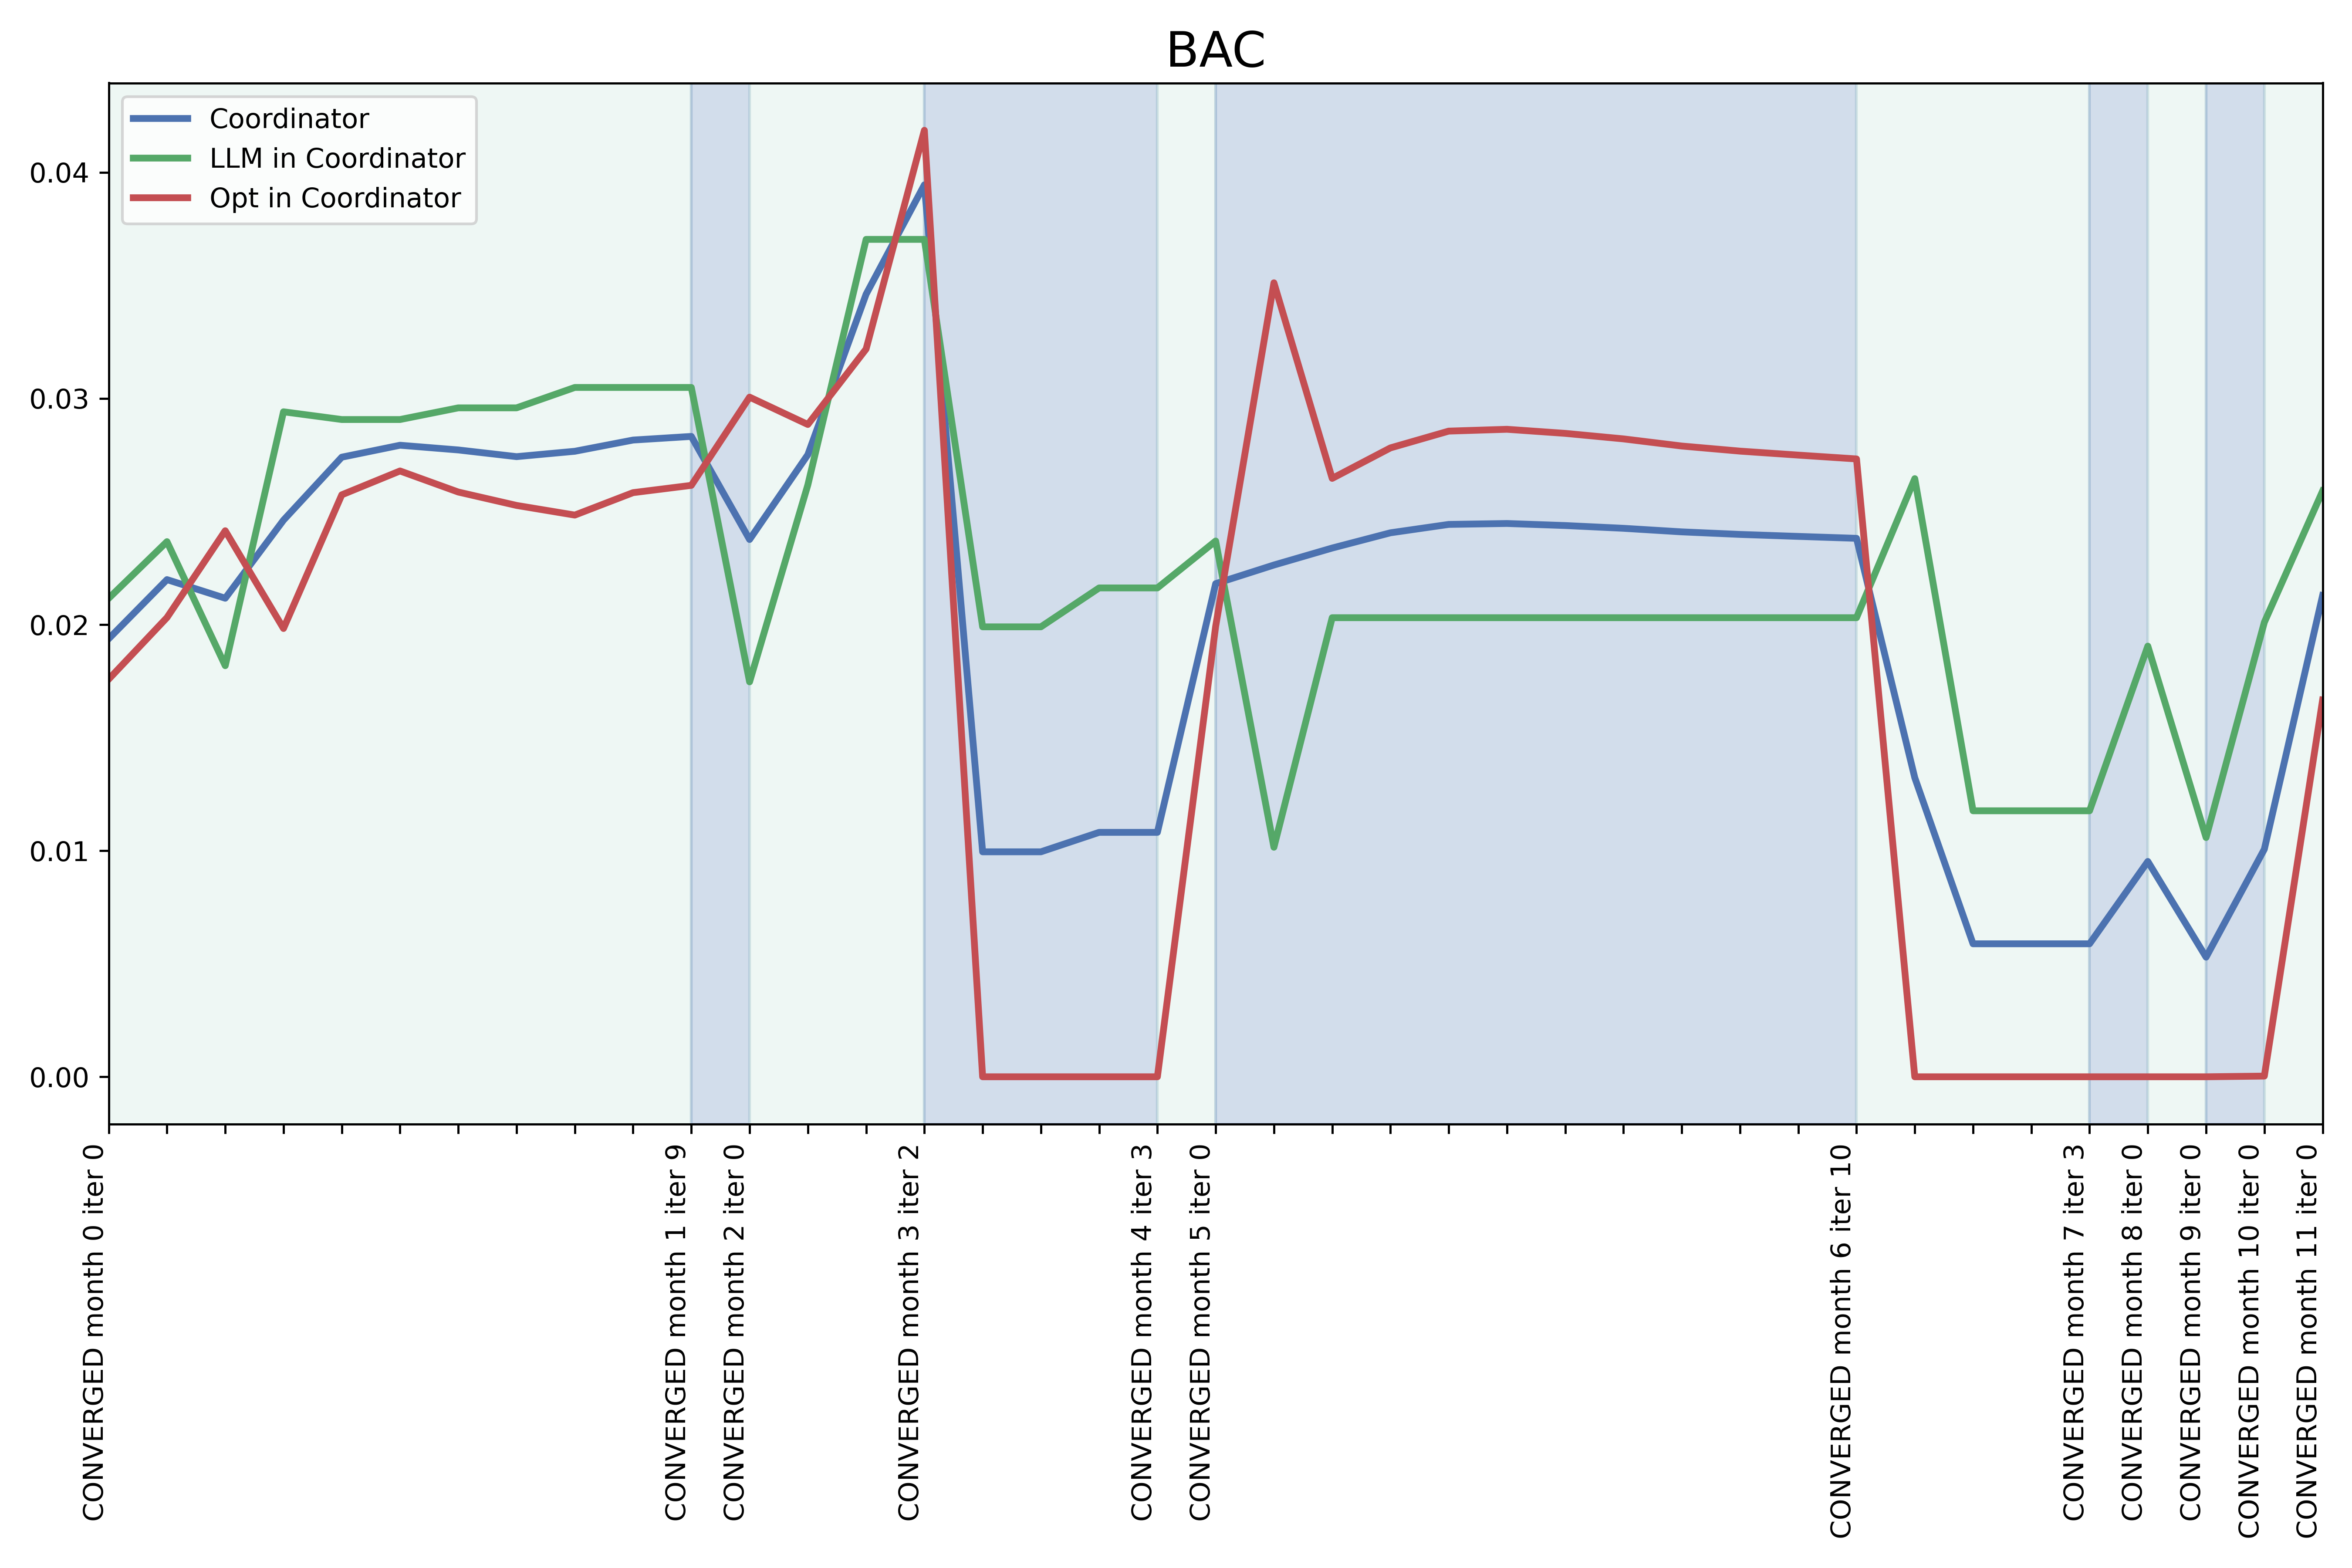 BAC
Coordinator
LLM in Coordinator
Opt in Coordinator
0.04
0.03
0.02
0.01
0.00
CONVERGED month 0 iter 0
CONVERGED month 1 iter 9
CONVERGED month 2 iter 0
CONVERGED month 3 iter 2
CONVERGED month 4 iter 3
CONVERGED month 5 iter 0
CONVERGED month 6 iter 10
CONVERGED month 7 iter 3
CONVERGED month 8 iter 0
CONVERGED month 9 iter 0
CONVERGED month 10 iter 0
CONVERGED month 11 iter 0